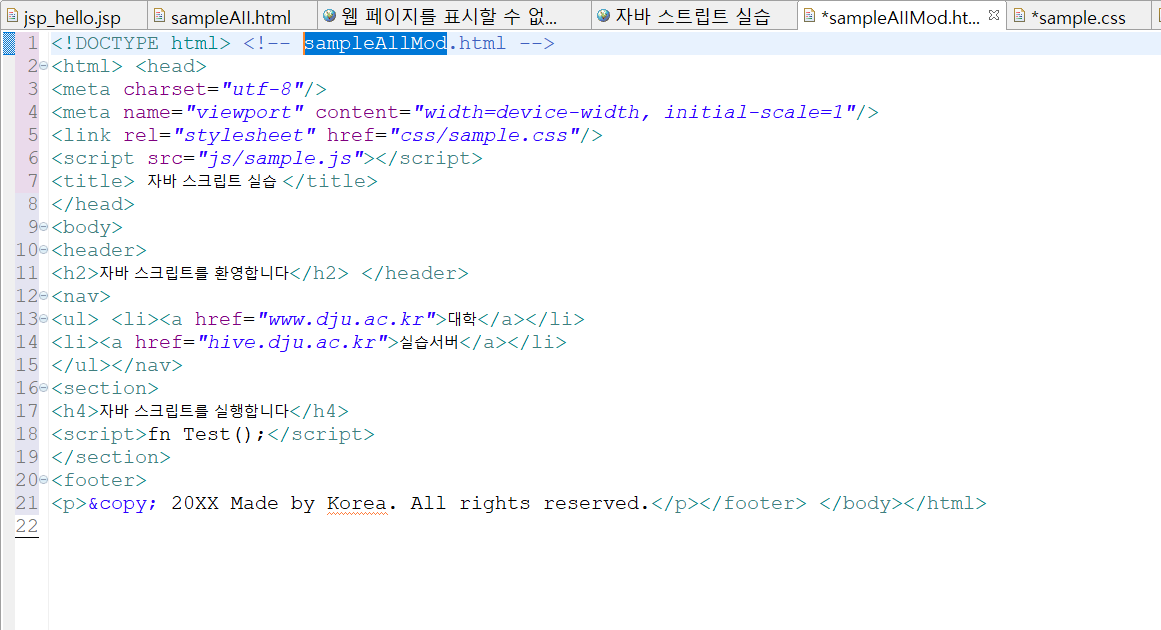 jsp_hello.jsp sampleAll.html 웹 페이지를 표시할 수 없... 자바 스트립트 실습 *sampleAllMod.ht... *sample.css
1 <!DOCTYPE html> <!-- sampleAllMod.html -->
2 <html> <head>
3 <meta charset="utf-8"/>
4 <meta name="viewport" content="width=device-width, initial-scale=1"/>
5 <link rel="stylesheet" href="css/sample.css"/>
6 <script src="js/sample.js"></script>
7 <title> 자바 스크립트 실습 </title>
8 </head>
9 <body>
10 <header>
11 <h2>자바 스크립트를 환영합니다</h2> </header>
12 <nav>
13 <ul> <li><a href="www.dju.ac.kr">대학</a></li>
14 <li><a href="hive.dju.ac.kr">실습서버</a></li>
15 </ul></nav>
16 <section>
17 <h4>자바 스크립트를 실행합니다</h4>
18 <script>fn Test();</script>
19 </section>
20 <footer>
21 <p>&copy; 20XX Made by Korea. All rights reserved.</p></footer> </body></html>
22